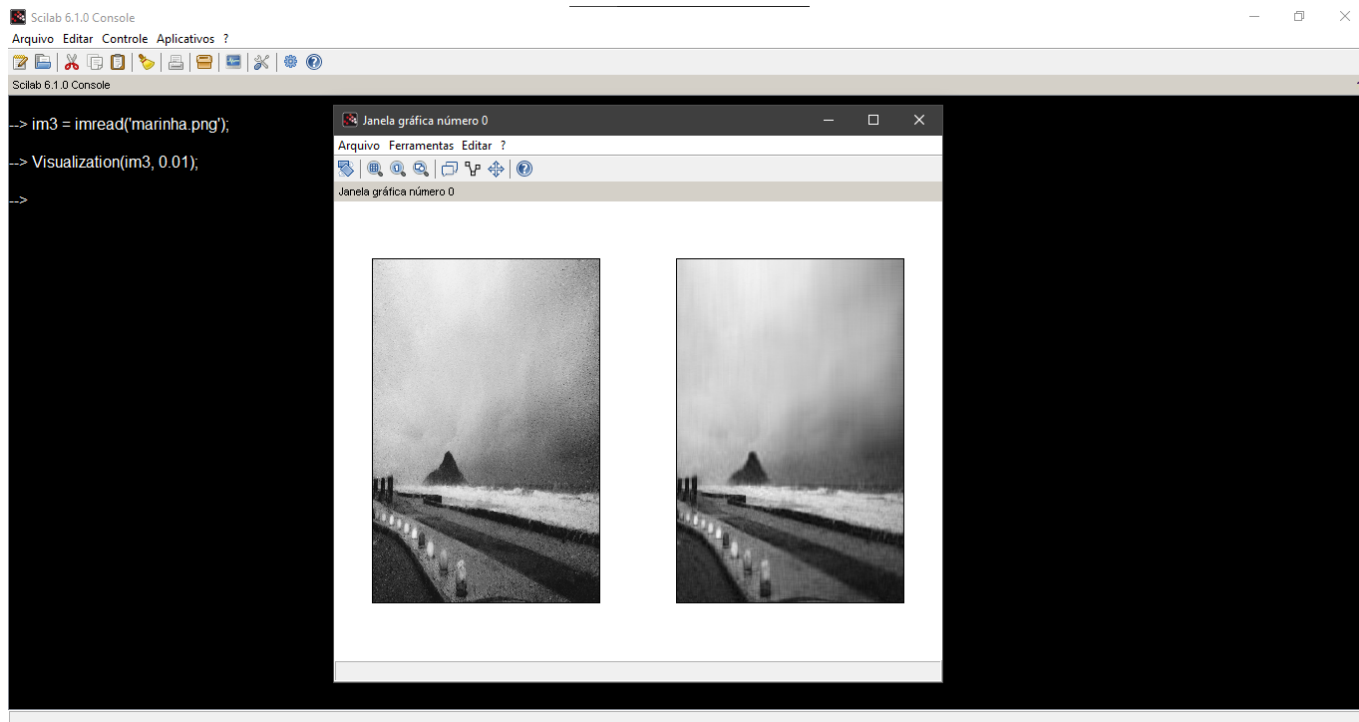 Scilab 6.1.0 Console
Arquivo Editar Controle Aplicativos ?
Scilab 6.1.0 Console
--> im3 = imread('marinha.png');
--> Visualization(im3, 0.01);
-->
Janela gráfica número 0
Arquivo Ferramentas Editar ?
Janela gráfica número 0